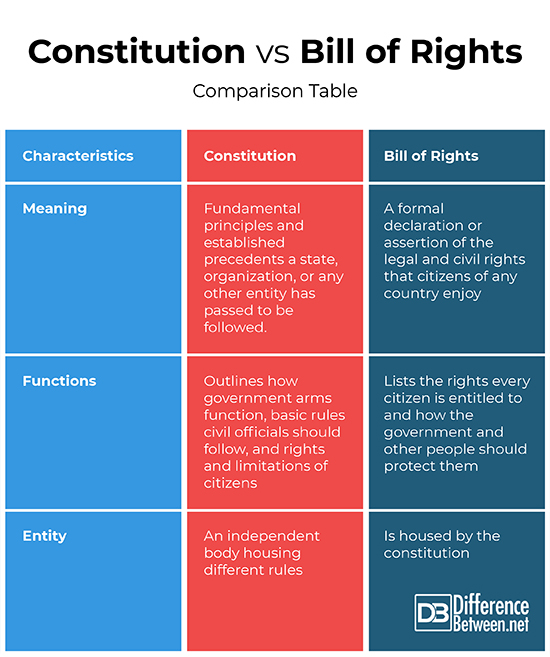 Constitution vs Bill of Rights
Comparison Table
Characteristics
Constitution
Bill of Rights
Meaning
Fundamental
principles and
established
precedents a state,
organization, or any
other entity has
passed to be
followed.
A formal
declaration or
assertion of the
legal and civil rights
that citizens of any
country enjoy
Functions
Outlines how
government arms
function, basic rules
civil officials should
follow, and rights
and limitations of
citizens
Lists the rights every
citizen is entitled to
and how the
government and
other people should
protect them
Entity
An independent
body housing
different rules
Is housed by the
constitution
DB Difference
Between.net